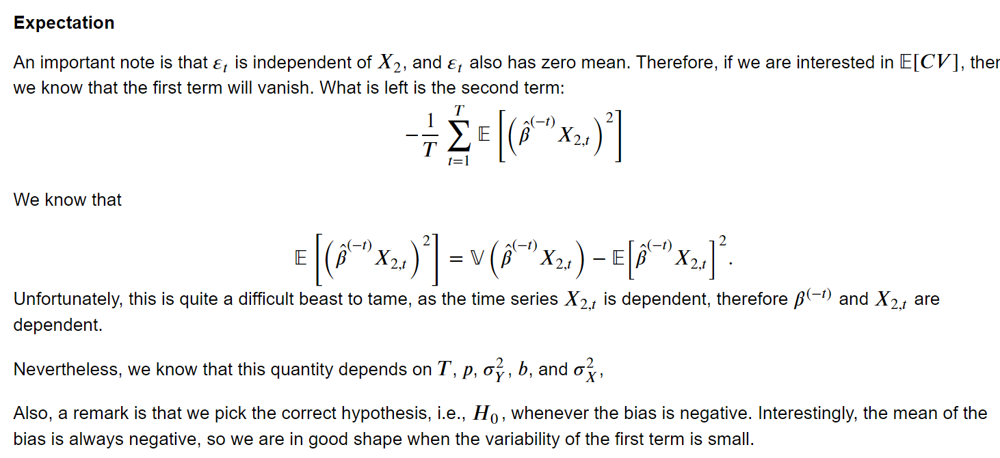 Expectation
An important note is that εₜ is independent of X₂, and εₜ also has zero mean. Therefore, if we are interested in 𝔼[CV], then
we know that the first term will vanish. What is left is the second term:
$-\frac{1}{T}\sum_{t=1}^{T}\mathbb{E}\left[\left(\hat{\beta}^{(-t)}X_{2,t}\right)^2\right]$
We know that
$\mathbb{E}\left[\left(\hat{\beta}^{(-t)}X_{2,t}\right)^2\right] = \mathbb{V}\left(\hat{\beta}^{(-t)}X_{2,t}\right) - \mathbb{E}\left[\hat{\beta}^{(-t)}X_{2,t}\right]^2.$
Unfortunately, this is quite a difficult beast to tame, as the time series $X_{2,t}$ is dependent, therefore $\beta^{(-t)}$ and $X_{2,t}$ are
dependent.
Nevertheless, we know that this quantity depends on $T$, $p$, $\sigma_Y^2$, $b$, and $\sigma_X^2$,
Also, a remark is that we pick the correct hypothesis, i.e., $H_0$, whenever the bias is negative. Interestingly, the mean of the
bias is always negative, so we are in good shape when the variability of the first term is small.